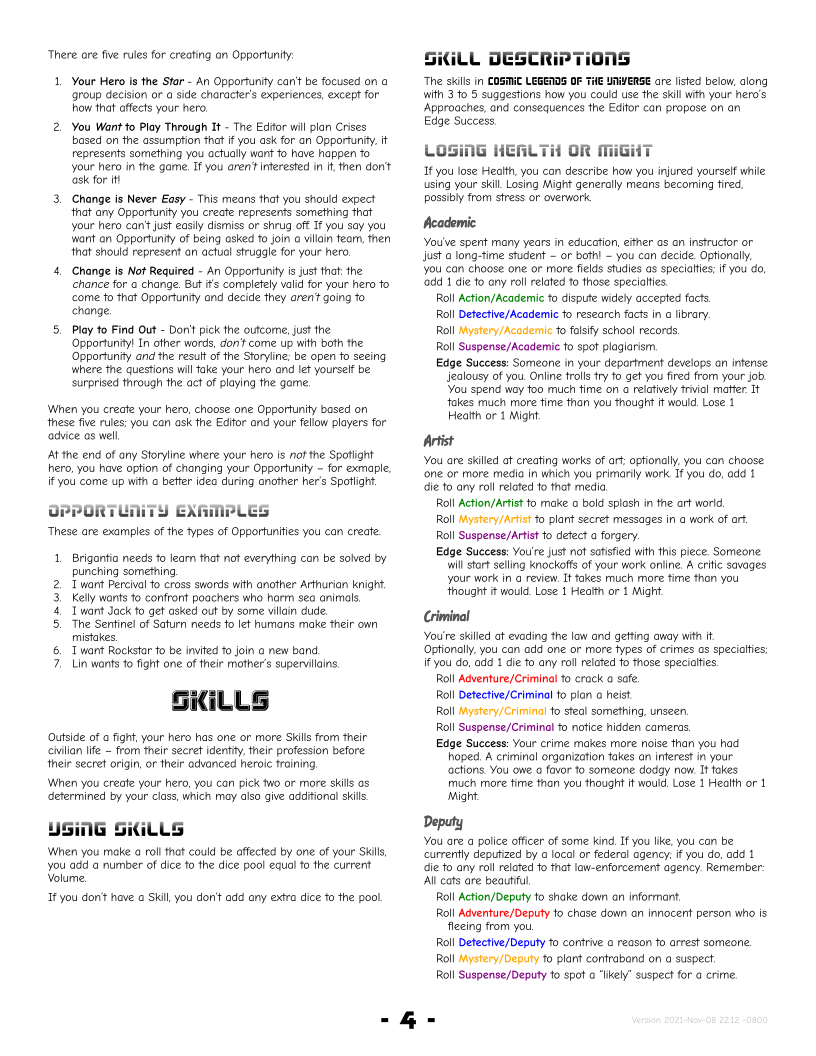 There are five rules for creating an Opportunity:
1. Your Hero is the Star - An Opportunity can't be focused on a
group decision or a side character's experiences, except for
how that affects your hero.
2. You Want to Play Through It - The Editor will plan Crises
based on the assumption that if you ask for an Opportunity, it
represents something you actually want to have happen to
your hero in the game. If you aren't interested in it, then don't
ask for it!
3. Change is Never Easy - This means that you should expect
that any Opportunity you create represents something that
your hero can't just easily dismiss or shrug off. If you say you
want an Opportunity of being asked to join a villain team, then
that should represent an actual struggle for your hero.
4. Change is Not Required - An Opportunity is just that: the
chance for a change. But it's completely valid for your hero to
come to that Opportunity and decide they aren't going to
change.
5. Play to Find Out - Don't pick the outcome, just the
Opportunity! In other words, don't come up with both the
Opportunity and the result of the Storyline; be open to seeing
where the questions will take your hero and let yourself be
surprised through the act of playing the game.
When you create your hero, choose one Opportunity based on
these five rules; you can ask the Editor and your fellow players for
advice as well.
At the end of any Storyline where your hero is not the Spotlight
hero, you have option of changing your Opportunity – for exmaple,
if you come up with a better idea during another her's Spotlight.
OPPORTUNITY EXAMPLES
These are examples of the types of Opportunities you can create.
1. Brigantia needs to learn that not everything can be solved by
punching something.
2. I want Percival to cross swords with another Arthurian knight.
3. Kelly wants to confront poachers who harm sea animals.
4. I want Jack to get asked out by some villain dude.
5. The Sentinel of Saturn needs to let humans make their own
mistakes.
6. I want Rockstar to be invited to join a new band.
7. Lin wants to fight one of their mother's supervillains.
SKILLS
Outside of a fight, your hero has one or more Skills from their
civilian life – from their secret identity, their profession before
their secret origin, or their advanced heroic training.
When you create your hero, you can pick two or more skills as
determined by your class, which may also give additional skills.
USING SKILLS
When you make a roll that could be affected by one of your Skills,
you add a number of dice to the dice pool equal to the current
Volume.
If you don't have a Skill, you don't add any extra dice to the pool.
SKILL DESCRIPTIONS
The skills in COSMIC LEGENDS OF THE UNIVERSE are listed below, along
with 3 to 5 suggestions how you could use the skill with your hero's
Approaches, and consequences the Editor can propose on an
Edge Success.
LOSING HEALTH OR MIGHT
If you lose Health, you can describe how you injured yourself while
using your skill. Losing Might generally means becoming tired,
possibly from stress or overwork.
Academic
You've spent many years in education, either as an instructor or
just a long-time student – or both! – you can decide. Optionally,
you can choose one or more fields studies as specialties; if you do,
add 1 die to any roll related to those specialties.
Roll Action/Academic to dispute widely accepted facts.
Roll Detective/Academic to research facts in a library.
Roll Mystery/Academic to falsify school records.
Roll Suspense/Academic to spot plagiarism.
Edge Success: Someone in your department develops an intense
jealousy of you. Online trolls try to get you fired from your job.
You spend way too much time on a relatively trivial matter. It
takes much more time than you thought it would. Lose 1
Health or 1 Might.
Artist
You are skilled at creating works of art; optionally, you can choose
one or more media in which you primarily work. If you do, add 1
die to any roll related to that media.
Roll Action/Artist to make a bold splash in the art world.
Roll Mystery/Artist to plant secret messages in a work of art.
Roll Suspense/Artist to detect a forgery.
Edge Success: You're just not satisfied with this piece. Someone
will start selling knockoffs of your work online. A critic savages
your work in a review. It takes much more time than you
thought it would. Lose 1 Health or 1 Might.
Criminal
You're skilled at evading the law and getting away with it.
Optionally, you can add one or more types of crimes as specialties;
if you do, add 1 die to any roll related to those specialties.
Roll Adventure/Criminal to crack a safe.
Roll Detective/Criminal to plan a heist.
Roll Mystery/Criminal to steal something, unseen.
Roll Suspense/Criminal to notice hidden cameras.
Edge Success: Your crime makes more noise than you had
hoped. A criminal organization takes an interest in your
actions. You owe a favor to someone dodgy now. It takes
much more time than you thought it would. Lose 1 Health or 1
Might.
Deputy
You are a police officer of some kind. If you like, you can be
currently deputized by a local or federal agency; if you do, add 1
die to any roll related to that law-enforcement agency. Remember:
All cats are beautiful.
Roll Action/Deputy to shake down an informant.
Roll Adventure/Deputy to chase down an innocent person who is
fleeing from you.
Roll Detective/Deputy to contrive a reason to arrest someone.
Roll Mystery/Deputy to plant contraband on a suspect.
Roll Suspense/Deputy to spot a "likely" suspect for a crime.
- 4 -
Version 2021-Nov-08 22:12 -0800